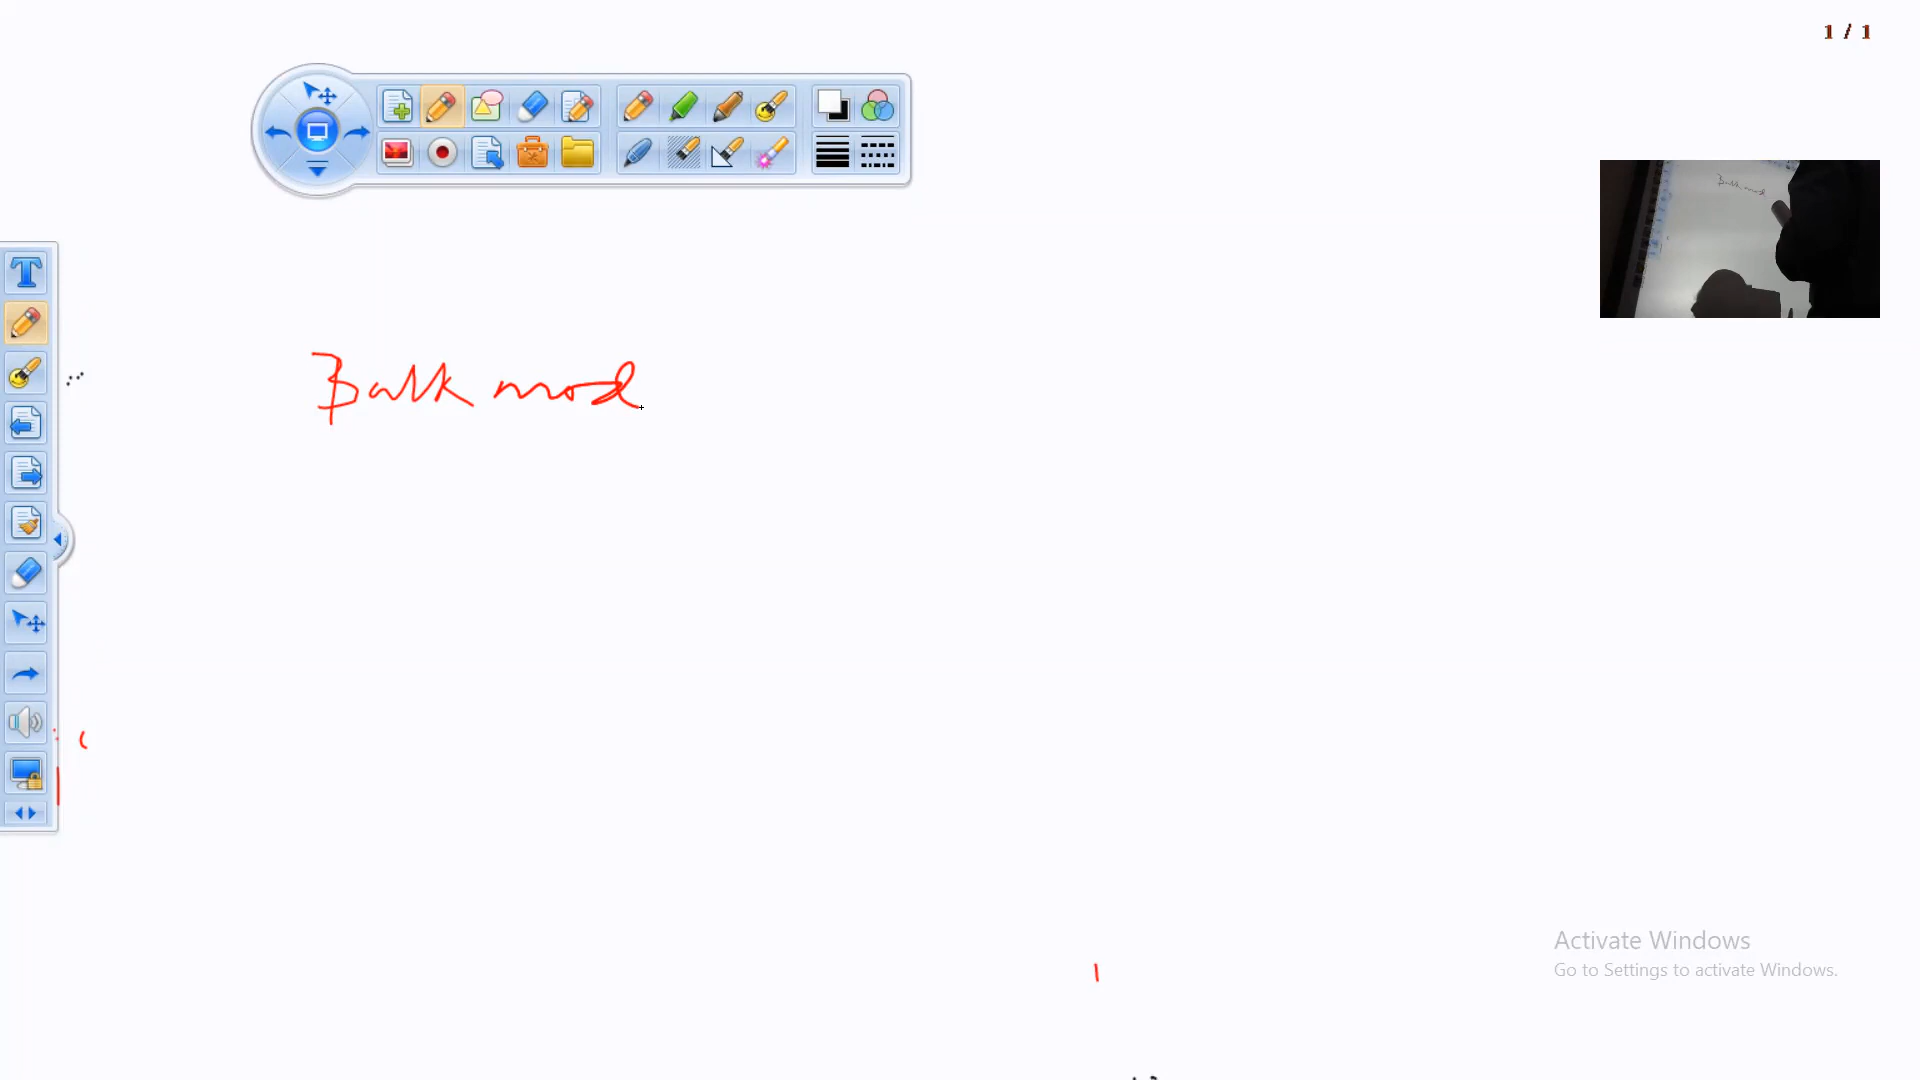 1 / 1
Bulk mod
Activate Windows
Go to Settings to activate Windows.